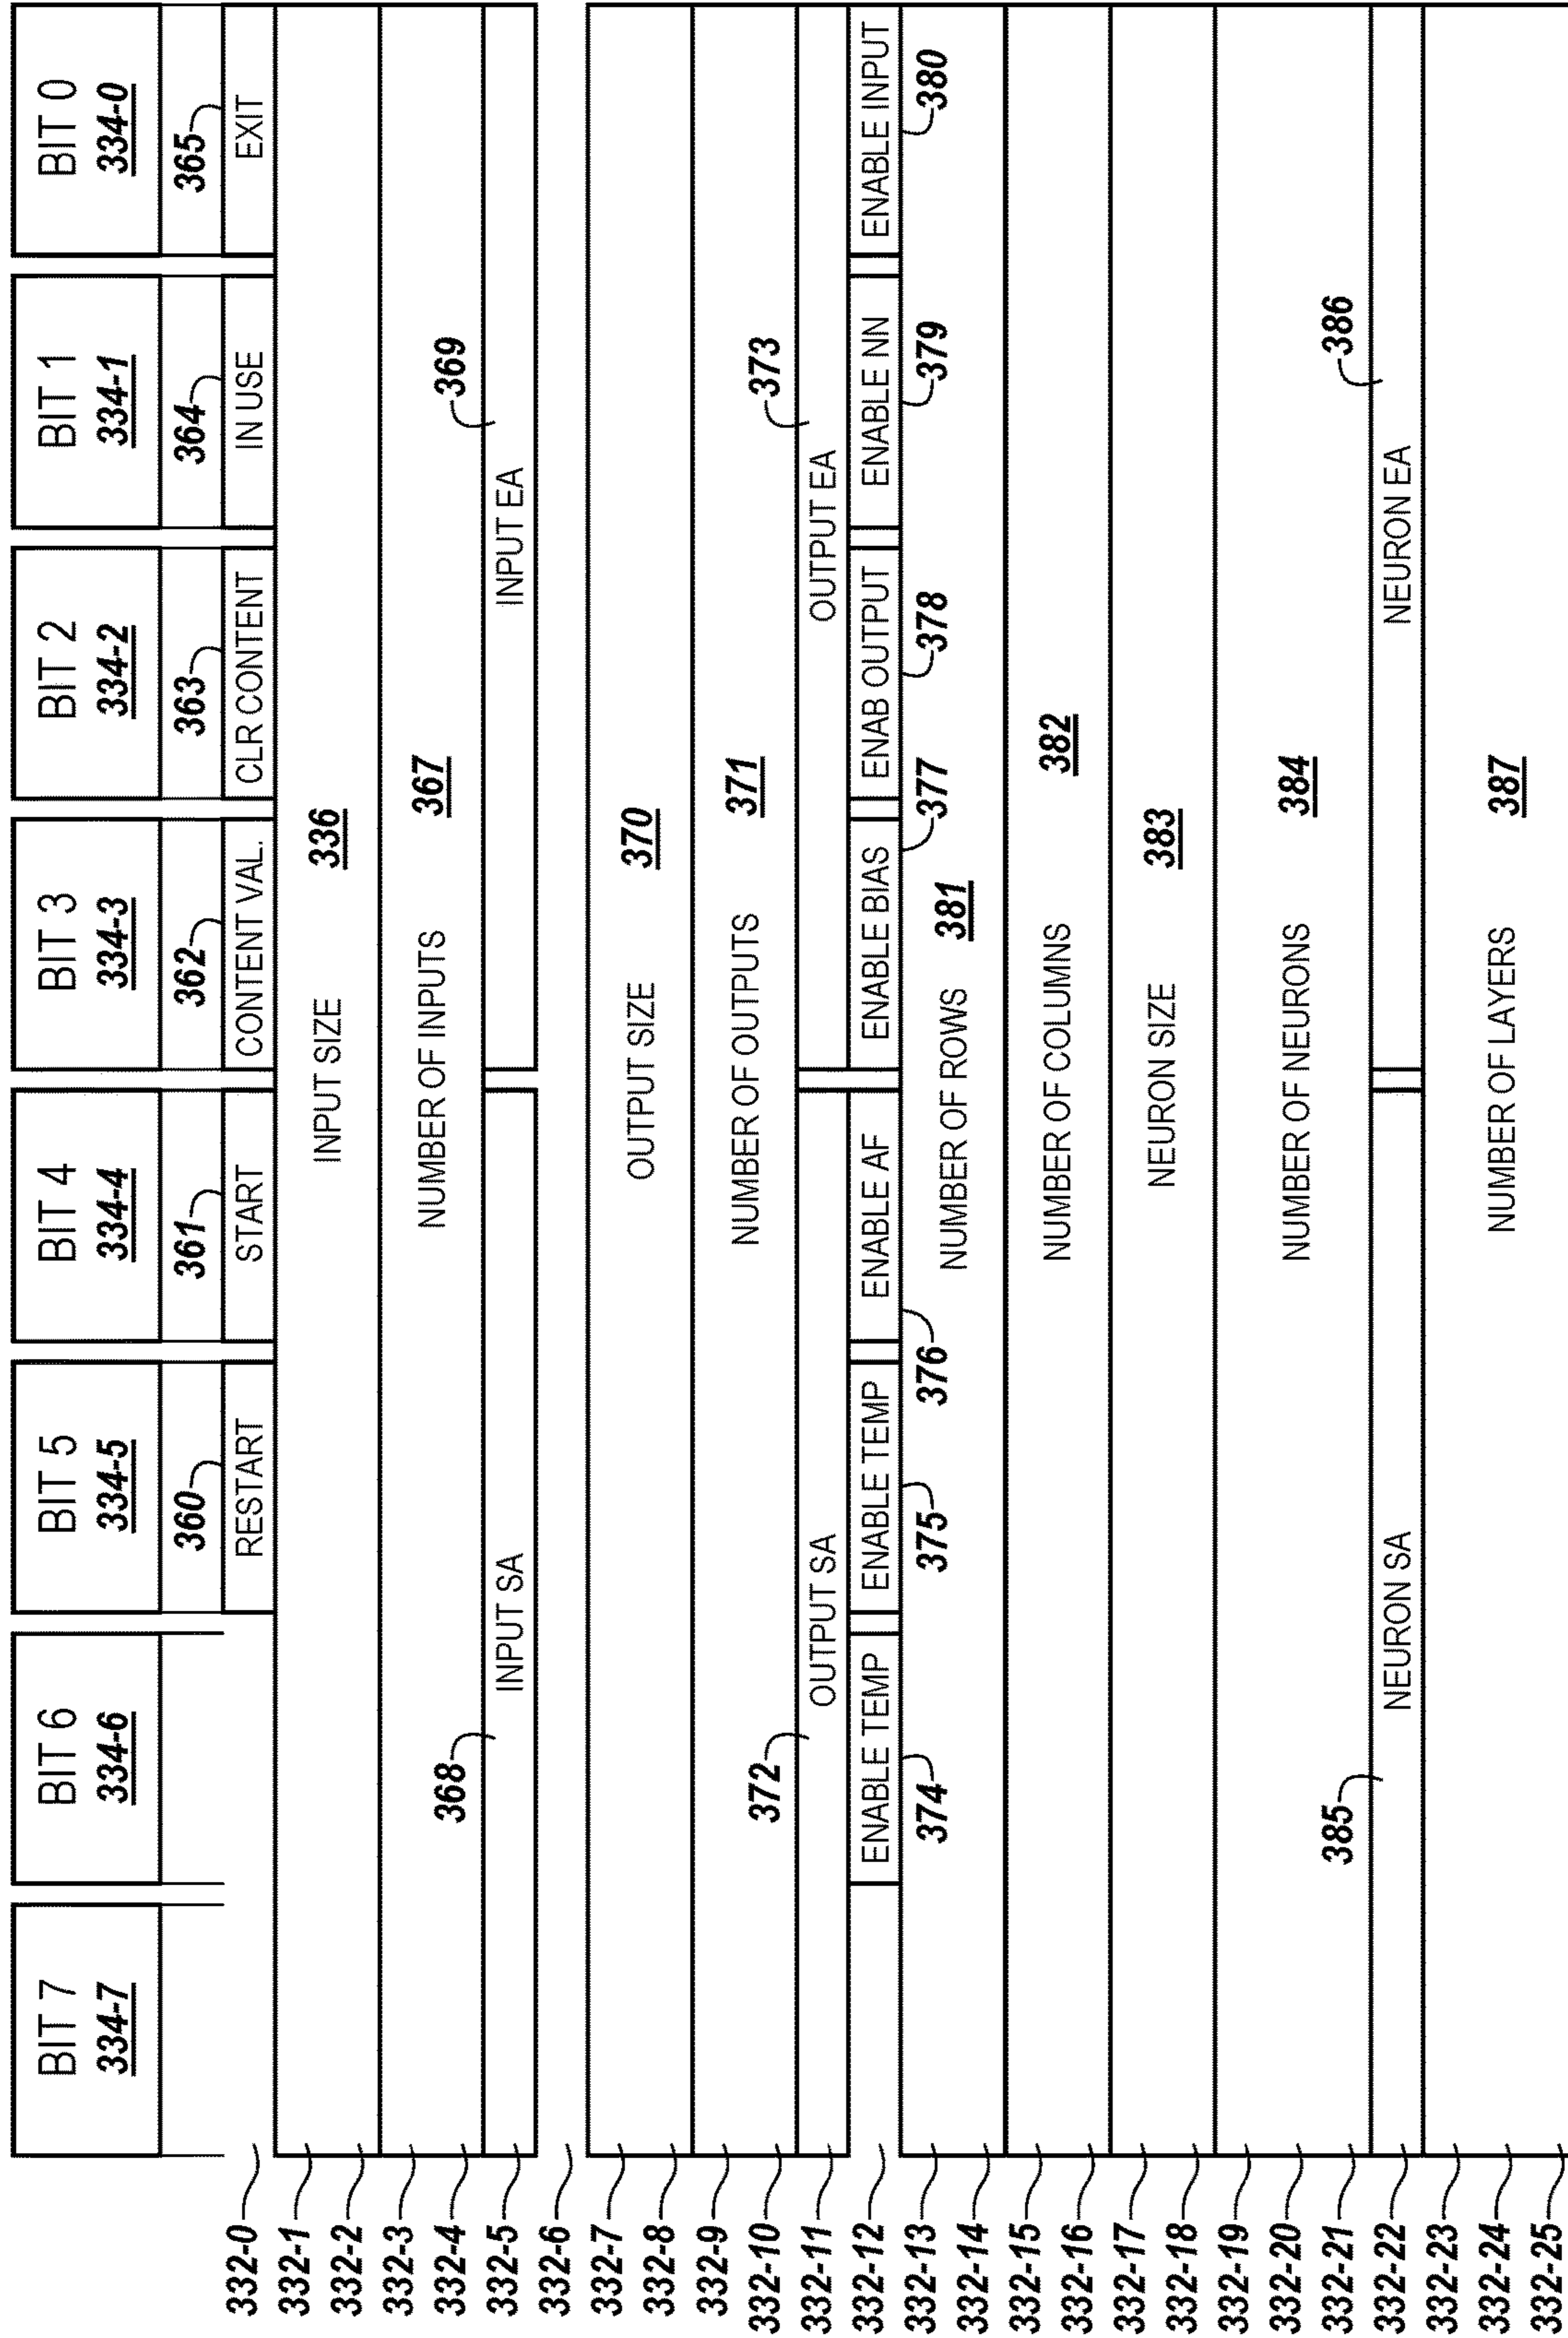 BIT 7 BIT 6 BIT 5 BIT 4 BIT 3 BIT 2 BIT 1 BIT 0
334-7 334-6 334-5 334-4 334-3 334-2 334-1 334-0
360 361 362 363 364 365
332-0 RESTART START CONTENT VAL. CLR CONTENT IN USE EXIT
332-1 INPUT SIZE 336
332-2
332-3 NUMBER OF INPUTS 367
332-4 368 369
332-5 INPUT SA INPUT EA
332-6
332-7 OUTPUT SIZE 370
332-8
332-9 NUMBER OF OUTPUTS 371
332-10 372 373
332-11 OUTPUT SA OUTPUT EA
332-12 ENABLE TEMP ENABLE TEMP ENABLE AF ENABLE BIAS ENAB OUTPUT ENABLE NN ENABLE INPUT
332-13 374 375 376 377 378 379 380
NUMBER OF ROWS 381
332-14
332-15 NUMBER OF COLUMNS 382
332-16
332-17 NEURON SIZE 383
332-18
332-19
332-20 NUMBER OF NEURONS 384
332-21 385 386
332-22 NEURON SA NEURON EA
332-23
332-24 NUMBER OF LAYERS 387
332-25